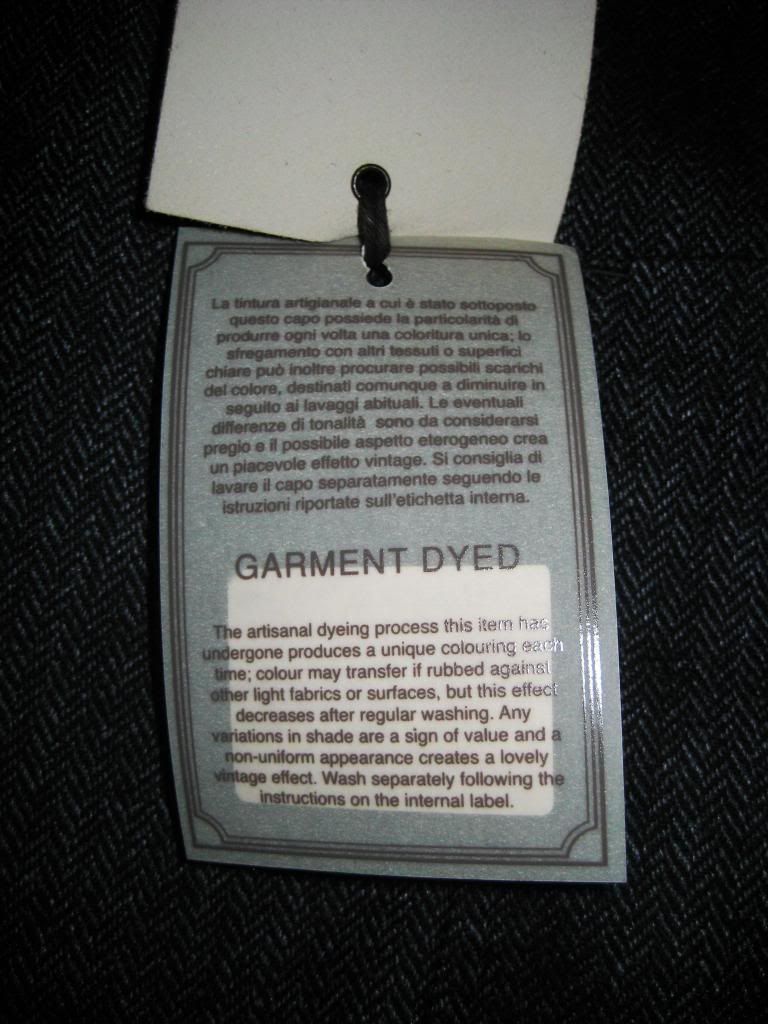 La tintura artigianale a cui è stato sottoposto
questo capo possiede la particolarità di
produrre ogni volta una coloritura unica; lo
sfregamento con altri tessuti o superfici
chiare può inoltre procurare possibili scarichi
del colore, destinati comunque a diminuire in
seguito ai lavaggi abituali. Le eventuali
differenze di tonalità sono da considerarsi
pregio e il possibile aspetto eterogeneo crea
un piacevole effetto vintage. Si consiglia di
lavare il capo separatamente seguendo le
istruzioni riportate sull'etichetta interna.
GARMENT DYED
The artisanal dyeing process this item has
undergone produces a unique colouring each
time; colour may transfer if rubbed against
other light fabrics or surfaces, but this effect
decreases after regular washing. Any
variations in shade are a sign of value and a
non-uniform appearance creates a lovely
vintage effect. Wash separately following the
instructions on the internal label.